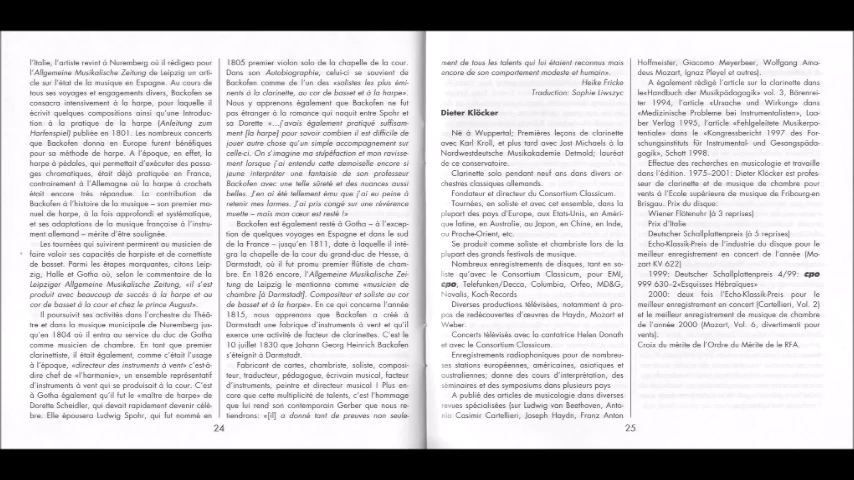 l'Italie, l'artiste revint à Nuremberg où il rédigea pour
l'Allgemeine Musikalische Zeitung de Leipzig un arti-
cle sur l'état de la musique en Espagne. Au cours de
tous ses voyages et engagements divers, Backofen se
consacra intensivement à la harpe, pour laquelle il
écrivit quelques compositions ainsi qu'une Introduc-
tion à la pratique de la harpe (Anleitung zum
Harfenspiel) publiée en 1801. Les nombreux concerts
que Backofen donna en Europe furent bénéfiques
pour sa méthode de harpe. A l'époque, en effet, la
harpe à pédales, qui permettait d'exécuter des passa-
ges chromatiques, était déjà pratiquée en France,
contrairement à l'Allemagne où la harpe à crochets
était encore très répandue. La contribution de
Backofen à l'histoire de la musique – son premier ma-
nuel de harpe, à la fois approfondi et systématique,
et ses adaptations de la musique française à l'instru-
ment allemand – mérite d'être soulignée.
Les tournées qui suivirent permirent au musicien de
faire valoir ses capacités de harpiste et de cornettiste
de basset. Parmi les étapes marquantes, citons Leip-
zig, Halle et Gotha où, selon le commentaire de la
Leipziger Allgemeine Musikalische Zeitung, «il s'est
produit avec beaucoup de succès à la harpe et au
cor de basset à la cour et chez le prince August».
Il poursuivit ses activités dans l'orchestre du Théâ-
tre et dans la musique municipale de Nuremberg jus-
qu'en 1804 où il entra au service du duc de Gotha
comme musicien de chambre. En tant que premier
clarinettiste, il était également, comme c'était l'usage
à l'époque, «directeur des instruments à vent» c'est-à-
dire chef de «l'harmonie», un ensemble représentatif
d'instruments à vent qui se produisait à la cour. C'est
à Gotha également qu'il fut le «maître de harpe» de
Dorette Scheidler, qui devait rapidement devenir célè-
bre. Elle épousera Ludwig Spohr, qui fut nommé en
1805 premier violon solo de la chapelle de la cour.
Dans son Autobiographie, celui-ci se souvient de
Backofen comme de l'un des «solistes les plus émi-
nents à la clarinette, au cor de basset et à la harpe».
Nous y apprenons également que Backofen ne fut
pas étranger à la romance qui naquit entre Spohr et
sa Dorette «...j'avais également pratiqué suffisam-
ment [la harpe] pour savoir combien il est difficile de
jouer autre chose qu'un simple accompagnement sur
celle-ci. On s'imagine ma stupéfaction et mon ravisse-
ment lorsque j'ai entendu cette demoiselle encore si
jeune interpréter une fantaisie de son professeur
Backofen avec une telle sûreté et des nuances aussi
belles. J'en ai été tellement ému que j'ai eu peine à
retenir mes larmes. J'ai pris congé sur une révérence
muette – mais mon cœur est resté !»
Backofen est également resté à Gotha – à l'excep-
tion de quelques voyages en Espagne et dans le sud
de la France – jusqu'en 1811, date à laquelle il inté-
gra la chapelle de la cour du grand-duc de Hesse, à
Darmstadt, où il fut promu premier flûtiste de cham-
bre. En 1826 encore, l'Allgemeine Musikalische Zei-
tung de Leipzig le mentionne comme «musicien de
chambre [à Darmstadt]. Compositeur et soliste au cor
de basset et à la harpe». En ce qui concerne l'année
1815, nous apprenons que Backofen a créé à
Darmstadt une fabrique d'instruments à vent et qu'il
exerce une activité de facteur de clarinettes. C'est le
10 juillet 1830 que Johann Georg Heinrich Backofen
s'éteignit à Darmstadt.
Fabricant de cartes, chambriste, soliste, composi-
teur, traducteur, pédagogue, écrivain musical, facteur
d'instruments, peintre et directeur musical ! Plus en-
core que cette multiplicité de talents, c'est l'hommage
que lui rend son contemporain Gerber que nous re-
tiendrons: «[il] a donné tant de preuves non seule-
24
ment de tous les talents qui lui étaient reconnus mais
encore de son comportement modeste et humain».
Heike Fricke
Traduction: Sophie Liwszyc
Dieter Klöcker
Né à Wuppertal; Premières leçons de clarinette
avec Karl Kroll, et plus tard avec Jost Michaels à la
Nordwestdeutsche Musikakademie Detmold; lauréat
de ce conservatoire.
Clarinette solo pendant neuf ans dans divers or-
chestres classiques allemands.
Fondateur et directeur du Consortium Classicum.
Tournées, en soliste et avec cet ensemble, dans la
plupart des pays d'Europe, aux Etats-Unis, en Améri-
que latine, en Australie, au Japon, en Chine, en Inde,
au Proche-Orient, etc.
Se produit comme soliste et chambriste lors de la
plupart des grands festivals de musique.
Nombreux enregistrements de disques, tant en so-
liste qu'avec le Consortium Classicum, pour EMI,
cpo, Telefunken/Decca, Columbia, Orfeo, MD&G,
Novalis, Koch-Records
Diverses productions télévisées, notamment à pro-
pos de redécouvertes d'œuvres de Haydn, Mozart et
Weber.
Concerts télévisés avec la cantatrice Helen Donath
et avec le Consortium Classicum.
Enregistrements radiophoniques pour de nombreu-
ses stations européennes, américaines, asiatiques et
australiennes; donne des cours d'interprétation, des
séminaires et des symposiums dans plusieurs pays
A publié des articles de musicologie dans diverses
revues spécialisées (sur Ludwig van Beethoven, Anto-
nio Casimir Cartellieri, Joseph Haydn, Franz Anton
Hoffmeister, Giacomo Meyerbeer, Wolfgang Ama-
deus Mozart, Ignaz Pleyel et autres).
A également rédigé l'article sur la clarinette dans
le«Handbuch der Musikpädagogik» vol. 3, Bärenrei-
ter 1994, l'article «Ursache und Wirkung» dans
«Medizinische Probleme bei Instrumentalisten», Laa-
ber Verlag 1995, l'article «Fehlgeleitete Musikerpo-
tentiale» dans le «Kongressbericht 1997 des For-
schungsinstituts für Instrumental- und Gesangspäda-
gogik», Schott 1998.
Effectue des recherches en musicologie et travaille
dans l'édition. 1975–2001: Dieter Klöcker est profes-
seur de clarinette et de musique de chambre pour
vents à l'Ecole supérieure de musique de Fribourg-en
Brisgau. Prix du disque:
Wiener Flötenuhr (à 3 reprises)
Prix d'Italie
Deutscher Schallplattenpreis (à 5 reprises)
Echo-Klassik-Preis de l'industrie du disque pour le
meilleur enregistrement en concert de l'année (Mo-
zart KV 622)
1999: Deutscher Schallplattenpreis 4/99: cpo
999 630–2«Esquisses Hébraïques»
2000: deux fois l'Echo-Klassik-Preis pour le
meilleur enregistrement en concert (Cartellieri, Vol. 2)
et le meilleur enregistrement de musique de chambre
de l'année 2000 (Mozart, Vol. 6, divertimenti pour
vents).
Croix du mérite de l'Ordre du Mérite de le RFA.
25